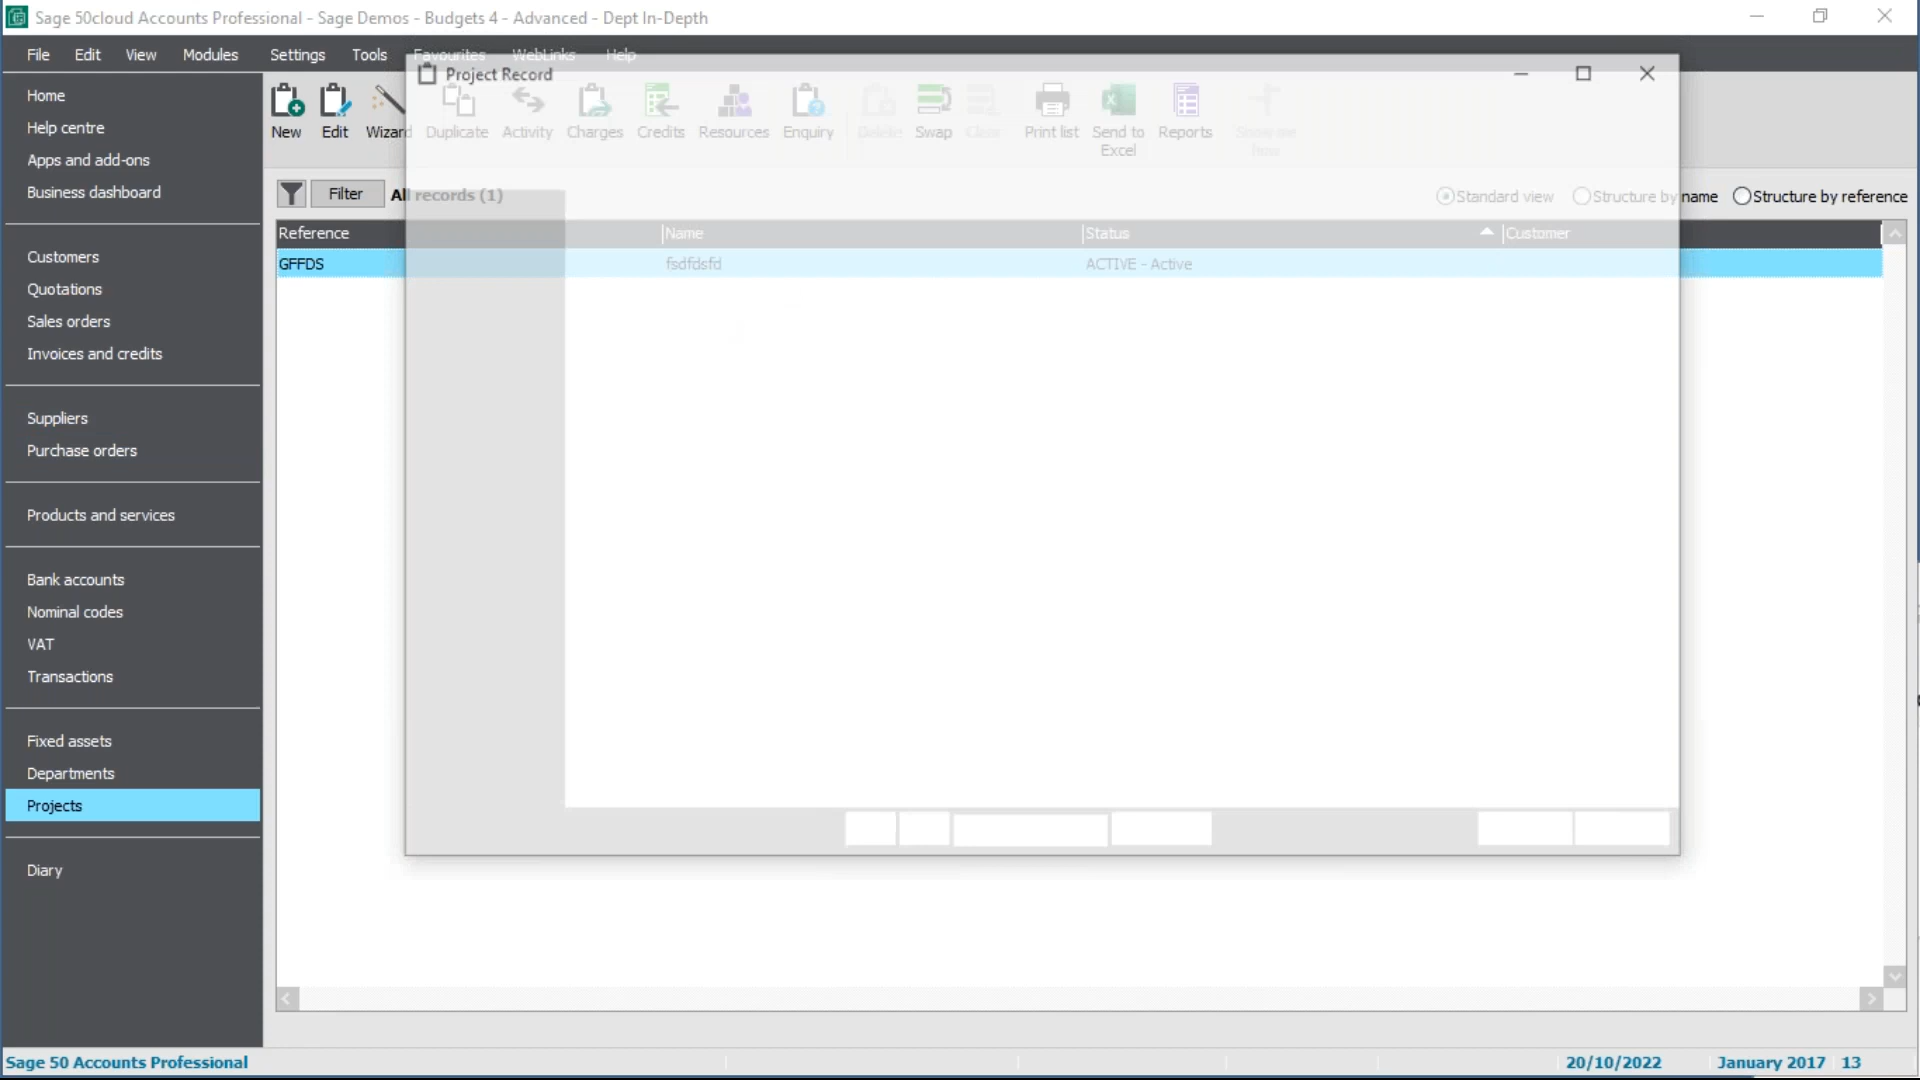 Sage 50cloud Accounts Professional - Sage Demos - Budgets 4 - Advanced - Dept In-Depth
File Edit View Modules Settings Tools Favourites WebLinks Help
Project Record
Home
Help centre
Apps and add-ons
Business dashboard
Customers
Quotations
Sales orders
Invoices and credits
Suppliers
Purchase orders
Products and services
Bank accounts
Nominal codes
VAT
Transactions
Fixed assets
Departments
Projects
Diary
New Edit Wizard Duplicate Activity Charges Credits Resources Enquiry Delete Swap Clear Print list Send to Excel Reports Show me how
Filter All records (1) Standard view Structure by name Structure by reference
Reference Name Status Customer
GFFDS fsdfdsfd ACTIVE - Active
Sage 50 Accounts Professional 20/10/2022 January 2017 13